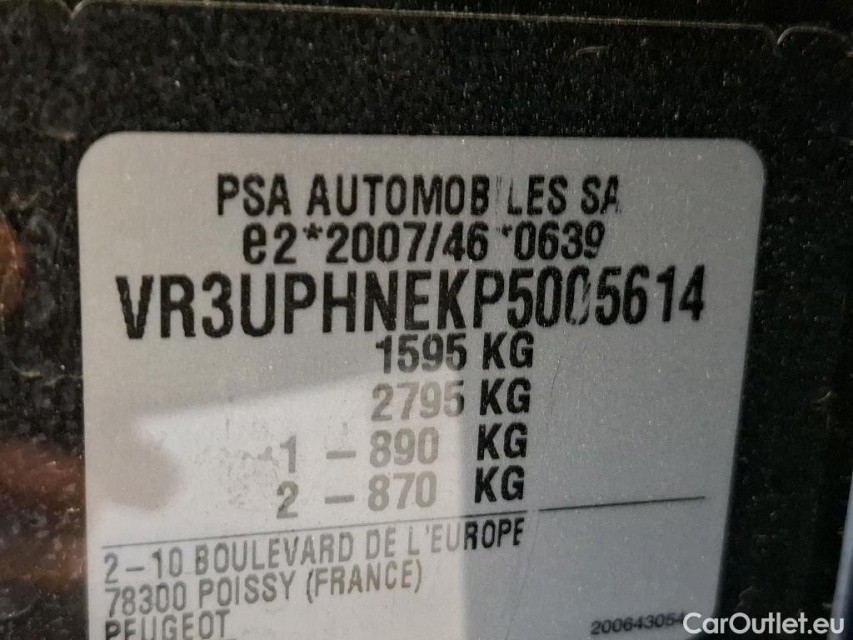 PSA AUTOMOBILES SA
e2*2007/46*0639
VR3UPHNEKP5005614
1595 KG
2795 KG
1 - 890 KG
2 - 870 KG
2-10 BOULEVARD DE L'EUROPE
78300 POISSY (FRANCE)
PEUGEOT
200643054
CarOutlet.eu